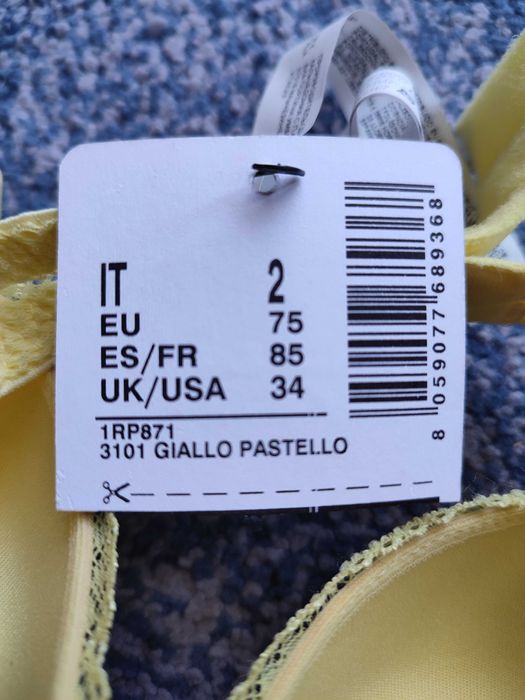 IT 2
EU 75
ES/FR 85
UK/USA 34
1RP871
3101 GIALLO PASTELLO
8 059077 689368